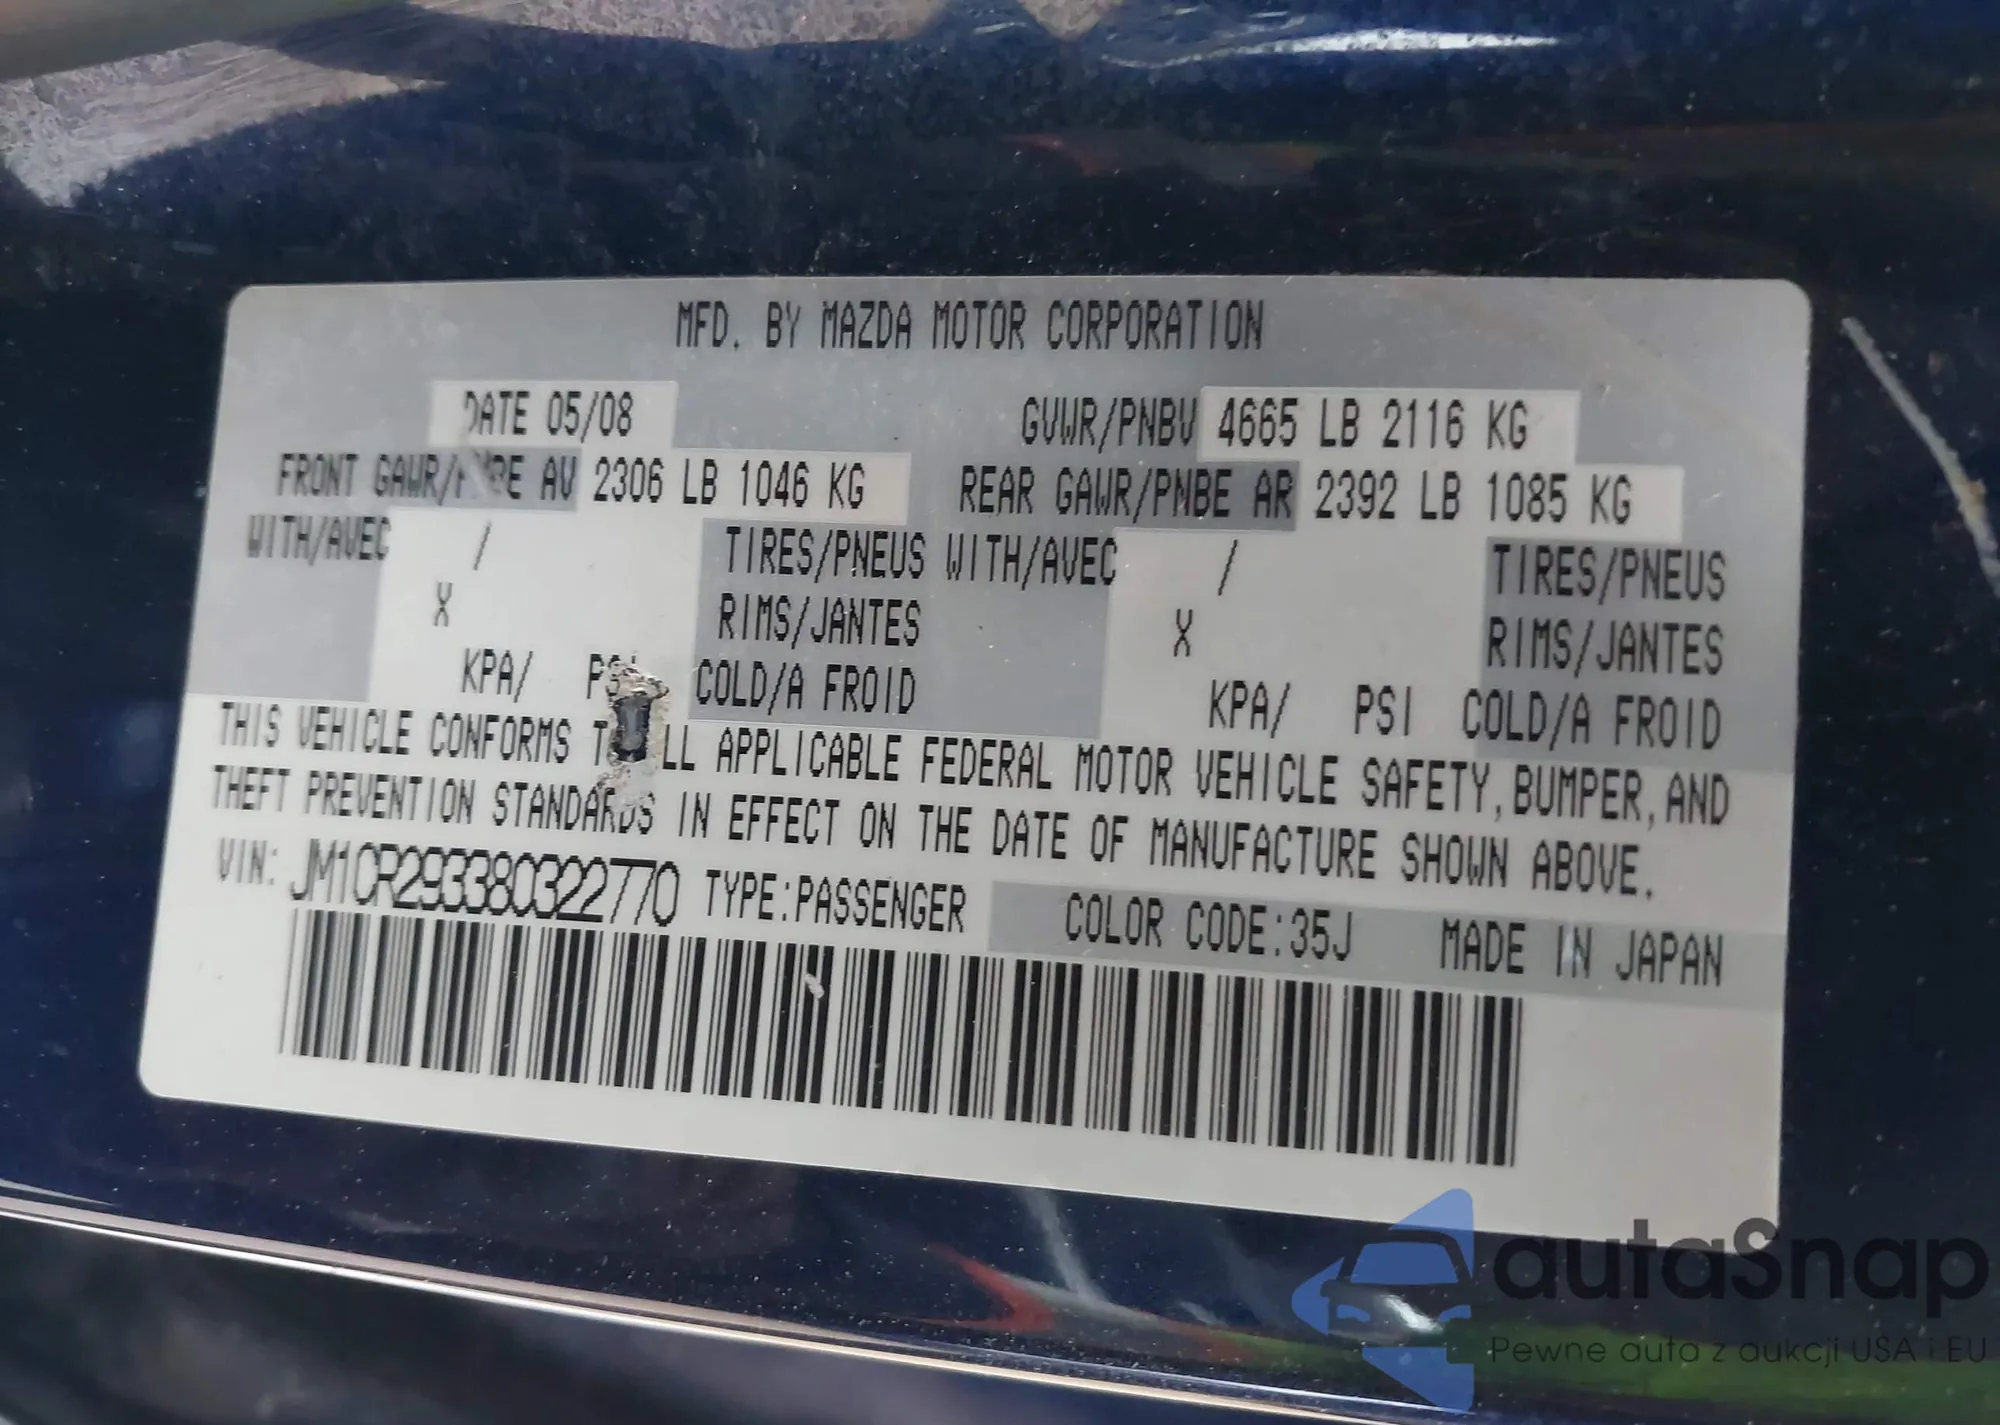 MFD. BY MAZDA MOTOR CORPORATION
DATE 05/08 GVWR/PNBV 4665 LB 2116 KG
FRONT GAWR/PNBE AV 2306 LB 1046 KG REAR GAWR/PNBE AR 2392 LB 1085 KG
WITH/AVEC / TIRES/PNEUS WITH/AVEC / TIRES/PNEUS
X RIMS/JANTES X RIMS/JANTES
KPA/ PSI COLD/A FROID KPA/ PSI COLD/A FROID
THIS VEHICLE CONFORMS T LL APPLICABLE FEDERAL MOTOR VEHICLE SAFETY, BUMPER, AND
THEFT PREVENTION STANDARDS IN EFFECT ON THE DATE OF MANUFACTURE SHOWN ABOVE.
VIN: JM1CR293380322770 TYPE:PASSENGER COLOR CODE:35J MADE IN JAPAN
autaSnap
Pewne auta z aukcji USA i EU